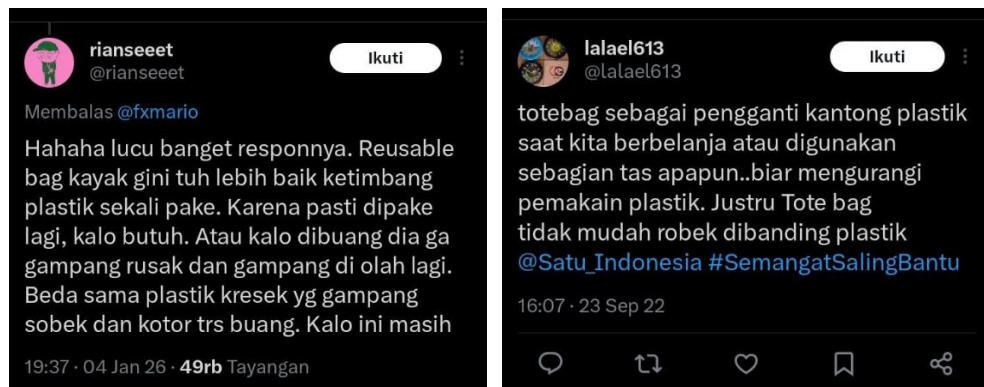 rianseeet
@rianseeet
Ikuti
Membalas @fxmario
Hahaha lucu banget responnya. Reusable
bag kayak gini tuh lebih baik ketimbang
plastik sekali pake. Karena pasti dipake
lagi, kalo butuh. Atau kalo dibuang dia ga
gampang rusak dan gampang di olah lagi.
Beda sama plastik kresek yg gampang
sobek dan kotor trs buang. Kalo ini masih
19:37 · 04 Jan 26 · 49rb Tayangan
lalael613
@lalael613
Ikuti
totebag sebagai pengganti kantong plastik
saat kita berbelanja atau digunakan
sebagian tas apapun..biar mengurangi
pemakain plastik. Justru Tote bag
tidak mudah robek dibanding plastik
@Satu_Indonesia #SemangatSalingBantu
16:07 · 23 Sep 22